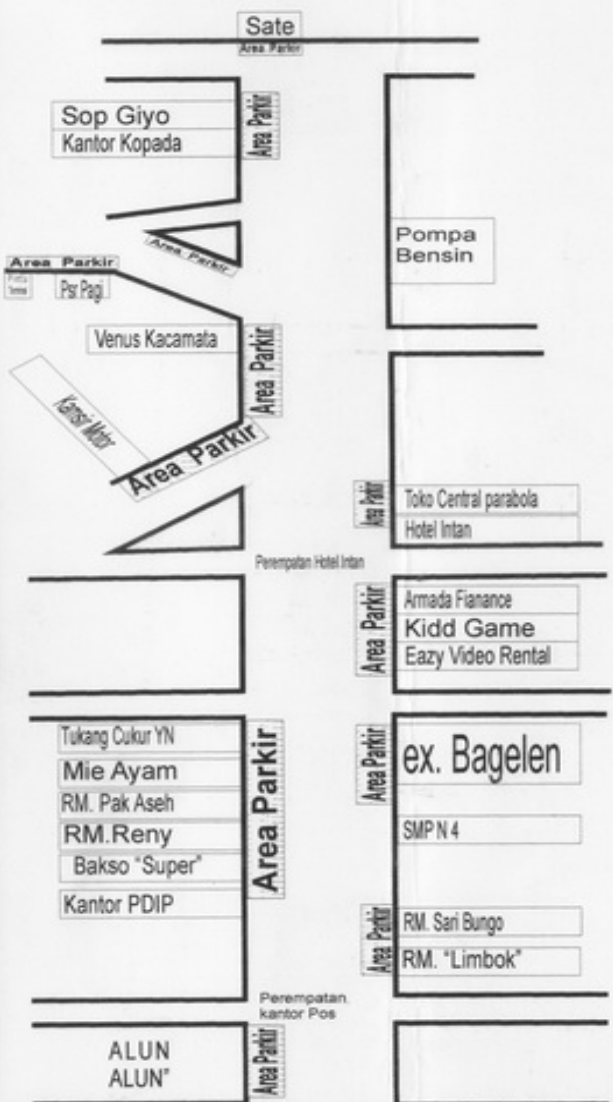 Sate
Area Parkir
Sop Giyo
Kantor Kopada
Area Parkir
Area Parkir
Pompa
Bensin
Area Parkir
Psr Pagi
Venus Kacamata
Area Parkir
Kamsir Motor
Area Parkir
Area Parkir
Toko Central parabola
Hotel Intan
Perempatan Hotel Intan
Area Parkir
Armada Fianance
Kidd Game
Eazy Video Rental
Tukang Cukur YN
Mie Ayam
RM. Pak Aseh
RM.Reny
Bakso “Super”
Kantor PDIP
Area Parkir
Area Parkir
ex. Bagelen
SMP N 4
Area Parkir
RM. Sari Bungo
RM. “Limbok”
Perempatan
kantor Pos
ALUN
ALUN”
Area Parkir